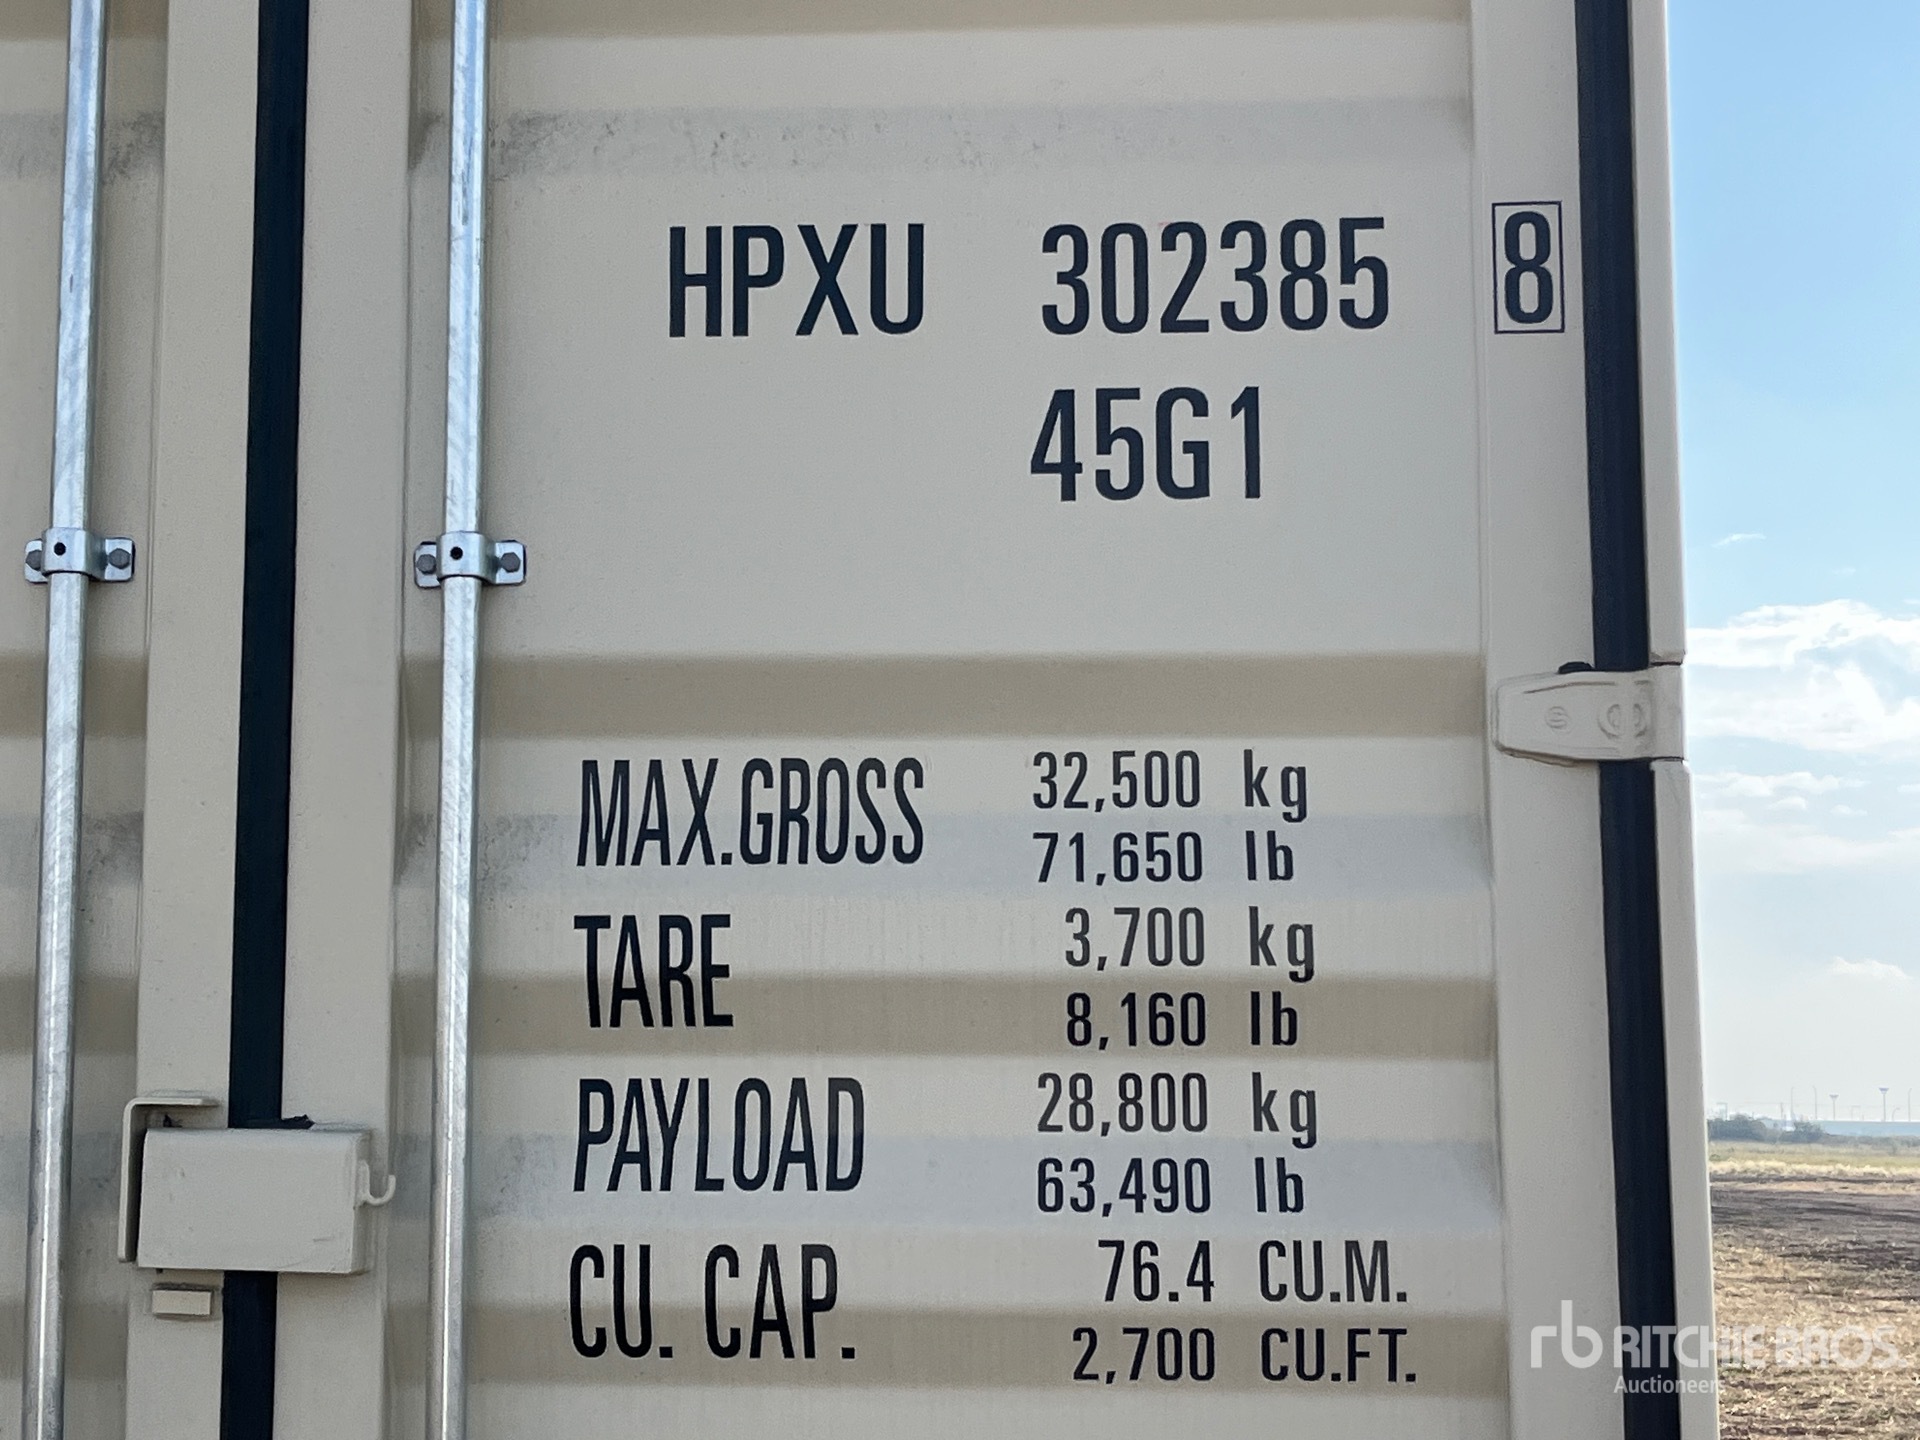 HPXU 302385 8
45G1
MAX.GROSS 32,500 kg
71,650 lb
TARE 3,700 kg
8,160 lb
PAYLOAD 28,800 kg
63,490 lb
CU. CAP. 76.4 CU.M.
2,700 CU.FT.
rb RITCHIE BROS.
Auctioneers